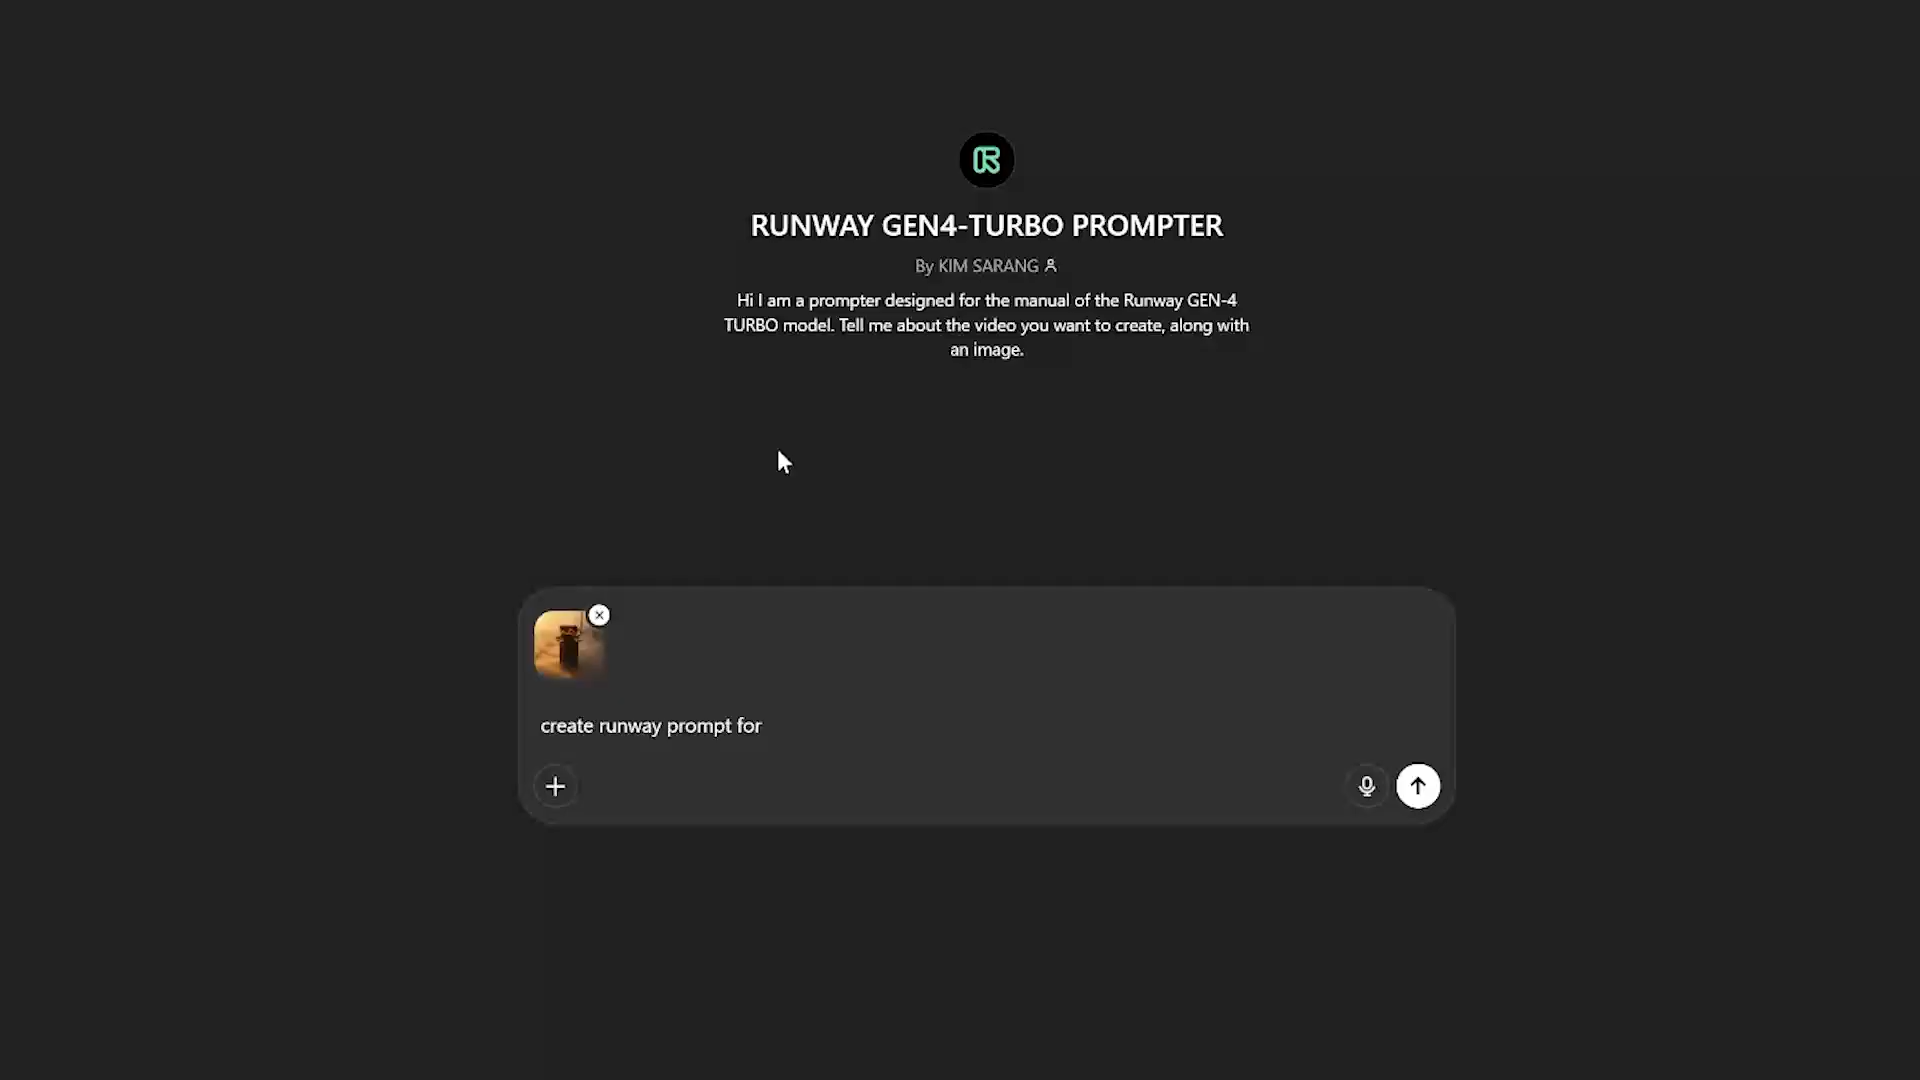 RUNWAY GEN4-TURBO PROMPTER
By KIM SARANG
Hi I am a prompter designed for the manual of the Runway GEN-4
TURBO model. Tell me about the video you want to create, along with
an image.
create runway prompt for